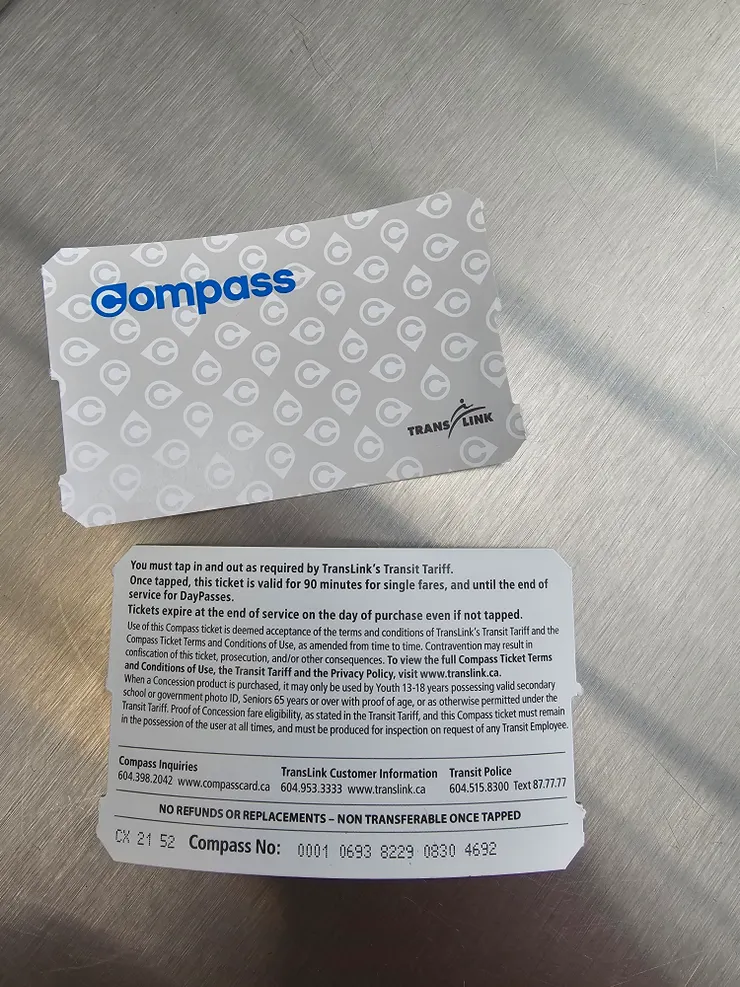 Compass
TRANS LINK
You must tap in and out as required by TransLink's Transit Tariff.
Once tapped, this ticket is valid for 90 minutes for single fares, and until the end of
service for DayPasses.
Tickets expire at the end of service on the day of purchase even if not tapped.
Use of this Compass ticket is deemed acceptance of the terms and conditions of TransLink's Transit Tariff and the
Compass Ticket Terms and Conditions of Use, as amended from time to time. Contravention may result in
confiscation of this ticket, prosecution, and/or other consequences. To view the full Compass Ticket Terms
and Conditions of Use, the Transit Tariff and the Privacy Policy, visit www.translink.ca.
When a Concession product is purchased, it may only be used by Youth 13-18 years possessing valid secondary
school or government photo ID, Seniors 65 years or over with proof of age, or as otherwise permitted under the
Transit Tariff. Proof of Concession fare eligibility, as stated in the Transit Tariff, and this Compass ticket must remain
in the possession of the user at all times, and must be produced for inspection on request of any Transit Employee.
Compass Inquiries TransLink Customer Information Transit Police
604.398.2042 www.compasscard.ca 604.953.3333 www.translink.ca 604.515.8300 Text 87.77.77
NO REFUNDS OR REPLACEMENTS – NON TRANSFERABLE ONCE TAPPED
CX 21 52 Compass No: 0001 0693 8229 0830 4692